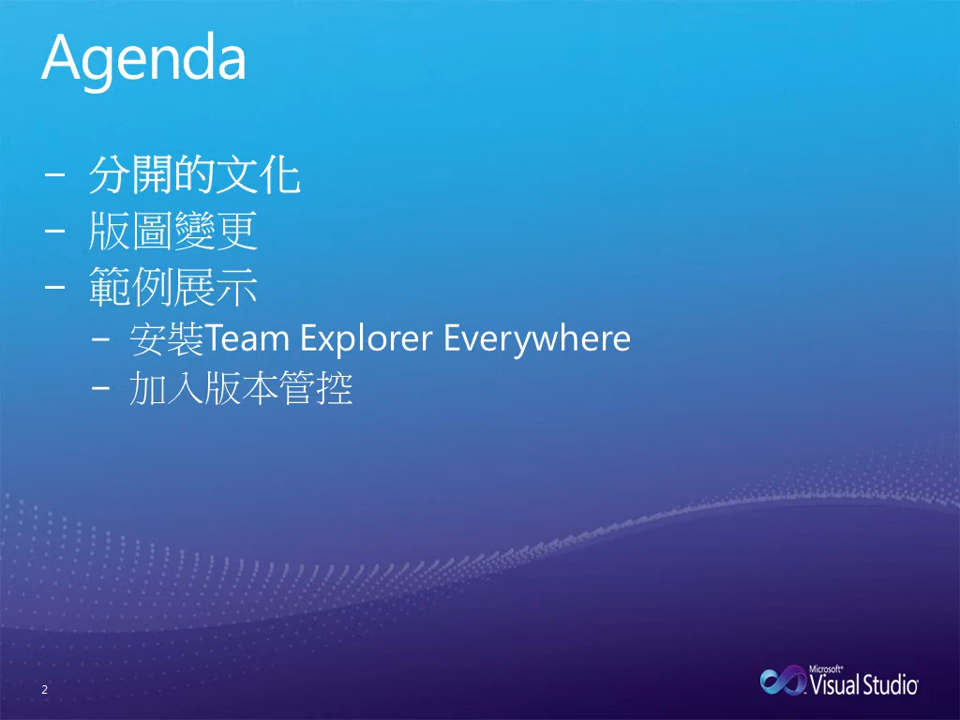 Agenda
– 分開的文化
– 版圖變更
– 範例展示
– 安裝Team Explorer Everywhere
– 加入版本管控
2
Microsoft®
Visual Studio